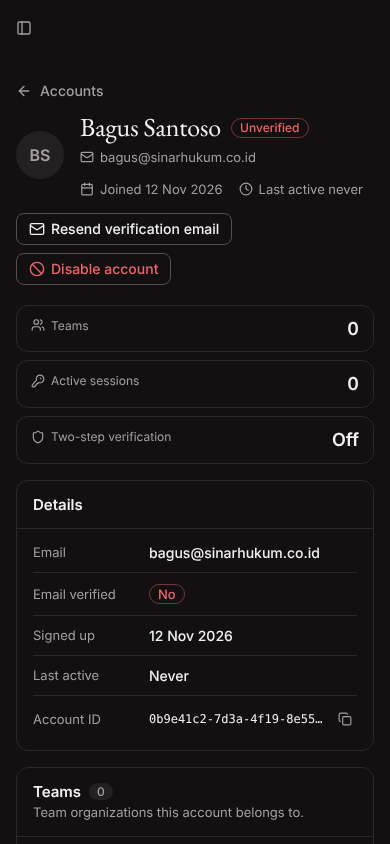 Accounts
BS
Bagus Santoso Unverified
bagus@sinarhukum.co.id
Joined 12 Nov 2026 Last active never
Resend verification email
Disable account
Teams 0
Active sessions 0
Two-step verification Off
Details
Email bagus@sinarhukum.co.id
Email verified No
Signed up 12 Nov 2026
Last active Never
Account ID 0b9e41c2-7d3a-4f19-8e55…
Teams 0
Team organizations this account belongs to.